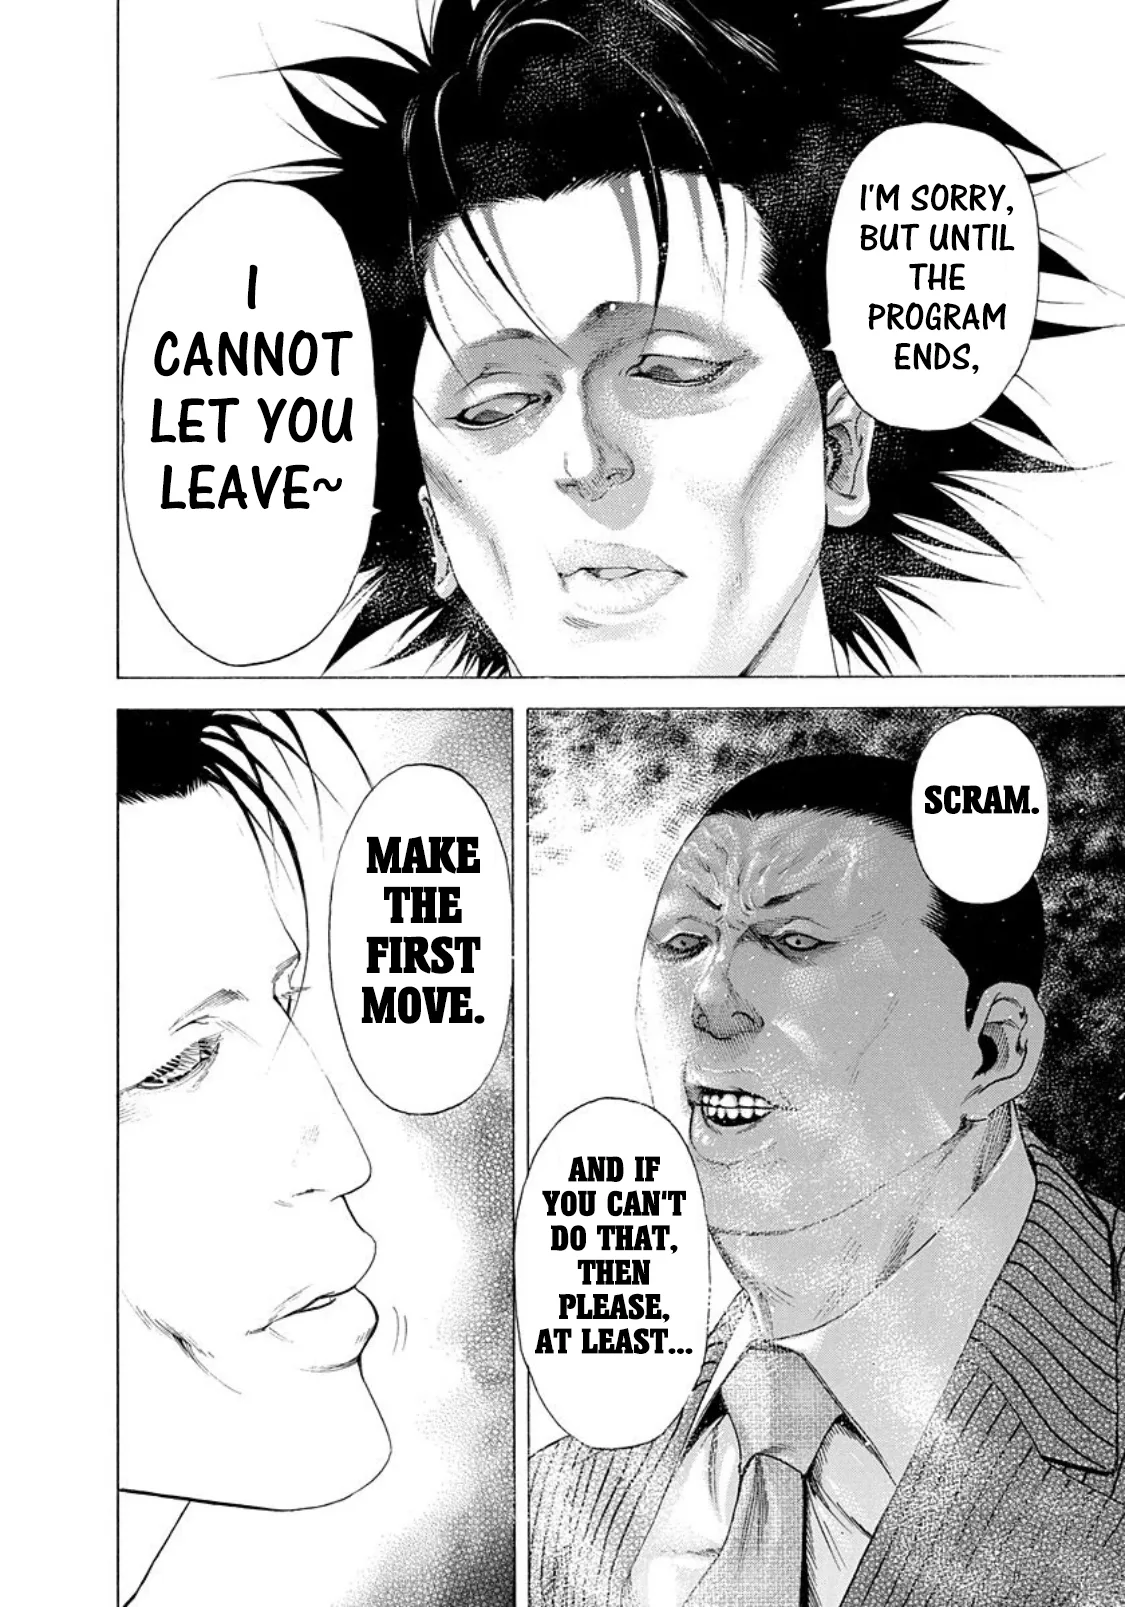 I'M SORRY,
BUT UNTIL
THE
PROGRAM
ENDS,
I
CANNOT
LET YOU
LEAVE~
SCRAM.
AND IF
YOU CAN'T
DO THAT,
THEN
PLEASE,
AT LEAST...
MAKE
THE
FIRST
MOVE.